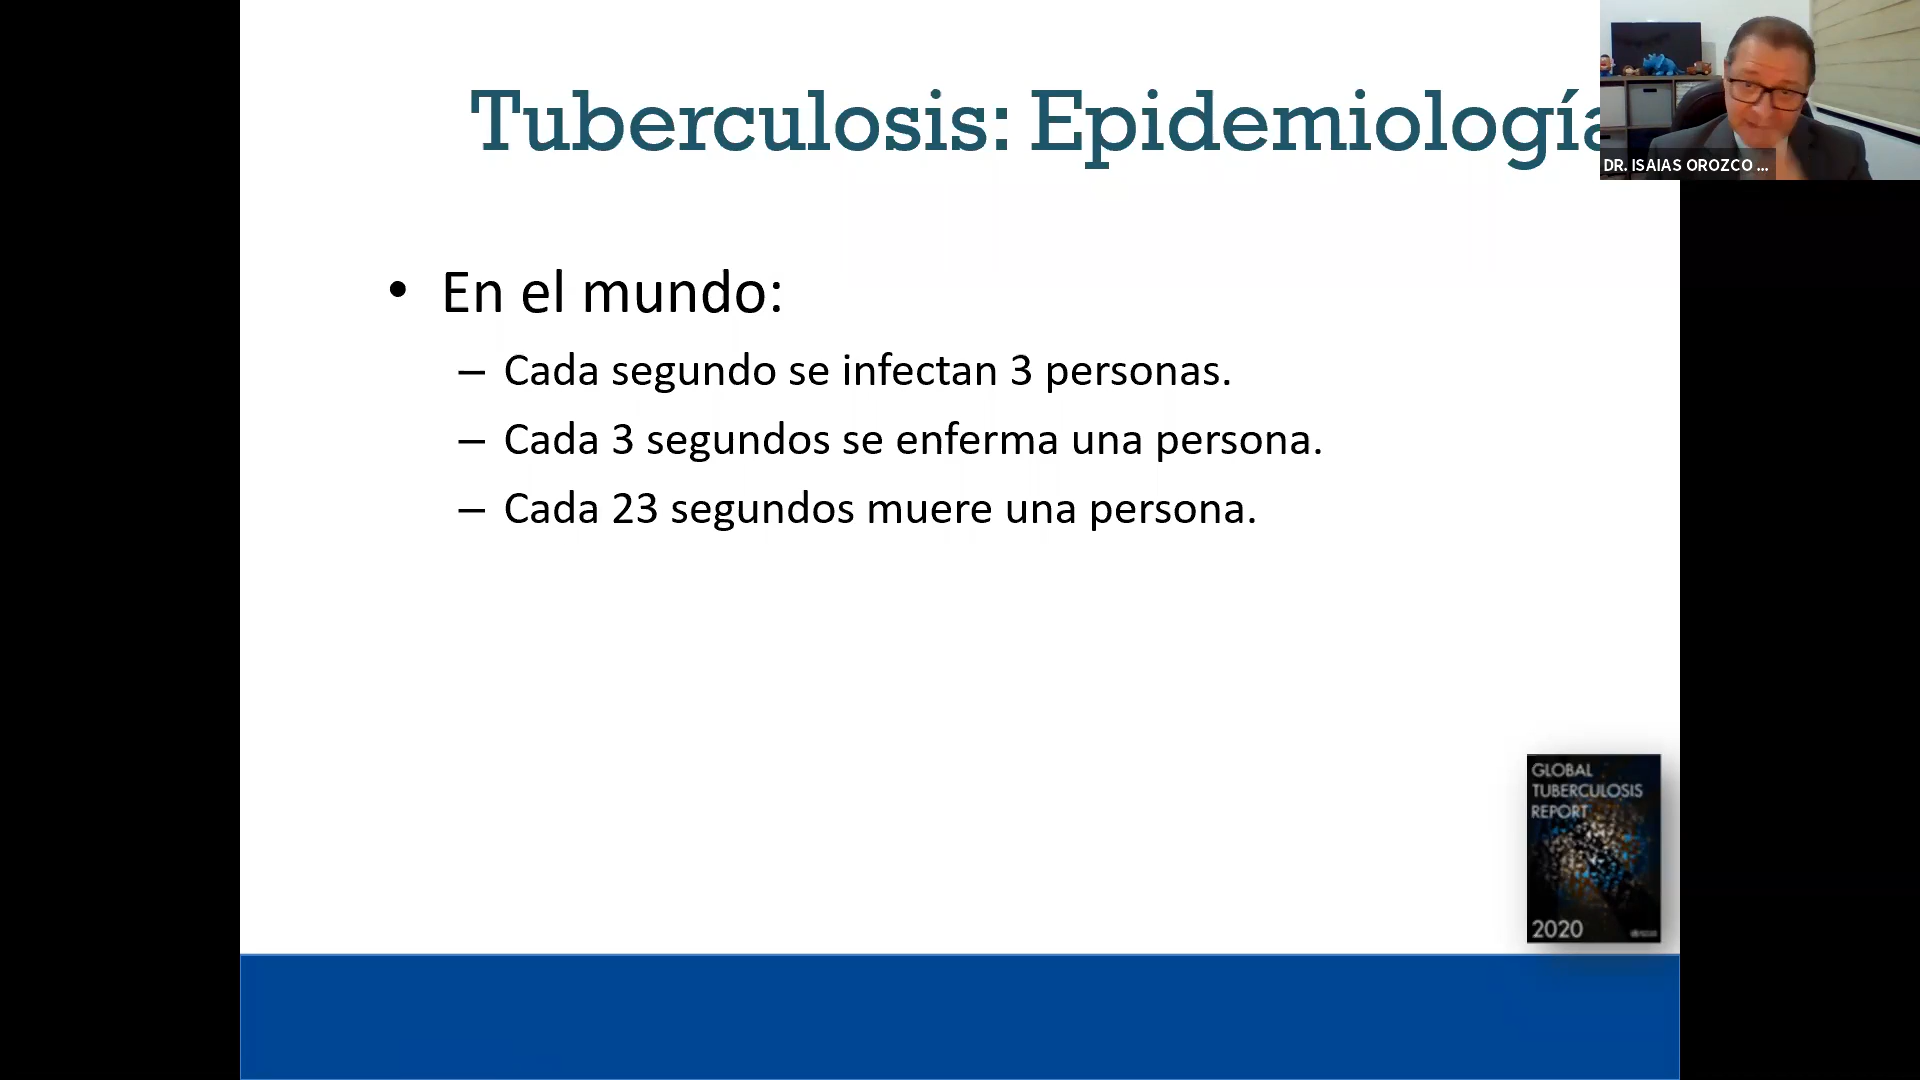 Tuberculosis: Epidemiología
DR. ISAIAS OROZCO ...
• En el mundo:
– Cada segundo se infectan 3 personas.
– Cada 3 segundos se enferma una persona.
– Cada 23 segundos muere una persona.
GLOBAL
TUBERCULOSIS
REPORT
2020